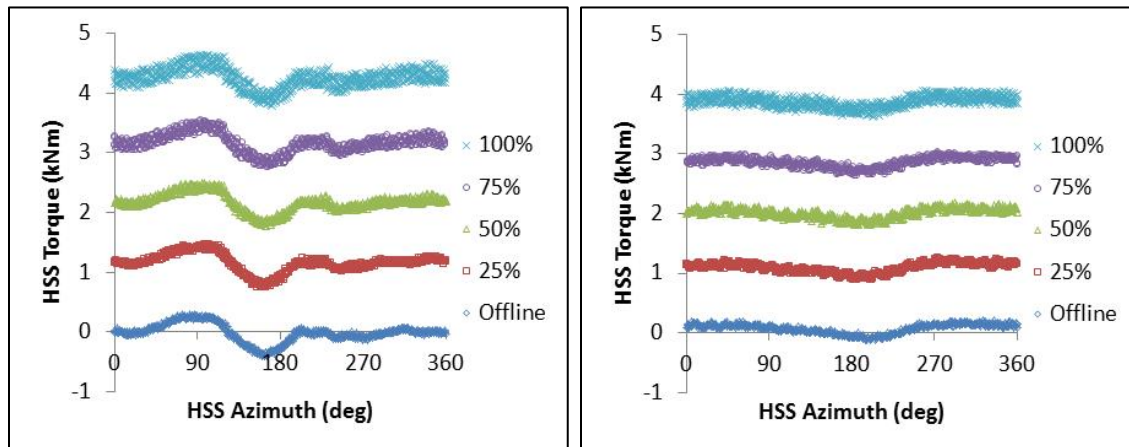 5
4
3
2
1
0
-1
HSS Torque (kNm)
0 90 180 270 360
HSS Azimuth (deg)
100%
75%
50%
25%
Offline
5
4
3
2
1
0
-1
HSS Torque (kNm)
0 90 180 270 360
HSS Azimuth (deg)
100%
75%
50%
25%
Offline